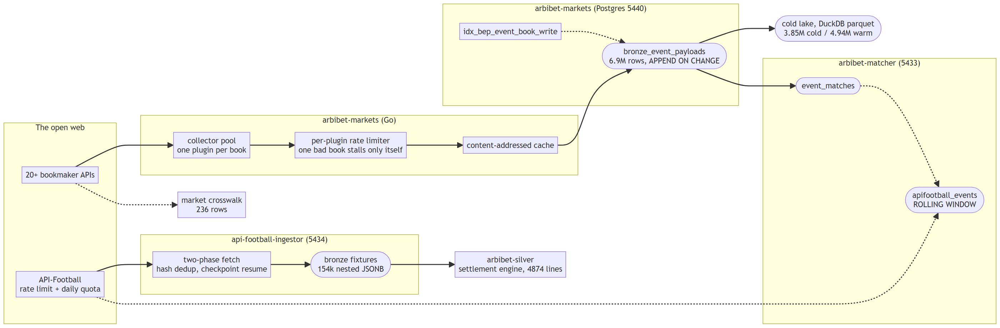 arbibet-markets (Postgres 5440)
idx_bep_event_book_write
bronze_event_payloads
6.9M rows, APPEND ON CHANGE
cold lake, DuckDB parquet
3.85M cold / 4.94M warm
arbibet-matcher (5433)
event_matches
apifootball_events
ROLLING WINDOW
arbibet-markets (Go)
collector pool
one plugin per book
per-plugin rate limiter
one bad book stalls only itself
content-addressed cache
The open web
20+ bookmaker APIs
market crosswalk
236 rows
api-football-ingestor (5434)
two-phase fetch
hash dedup, checkpoint resume
bronze fixtures
154k nested JSONB
arbibet-silver
settlement engine, 4874 lines
API-Football
rate limit + daily quota